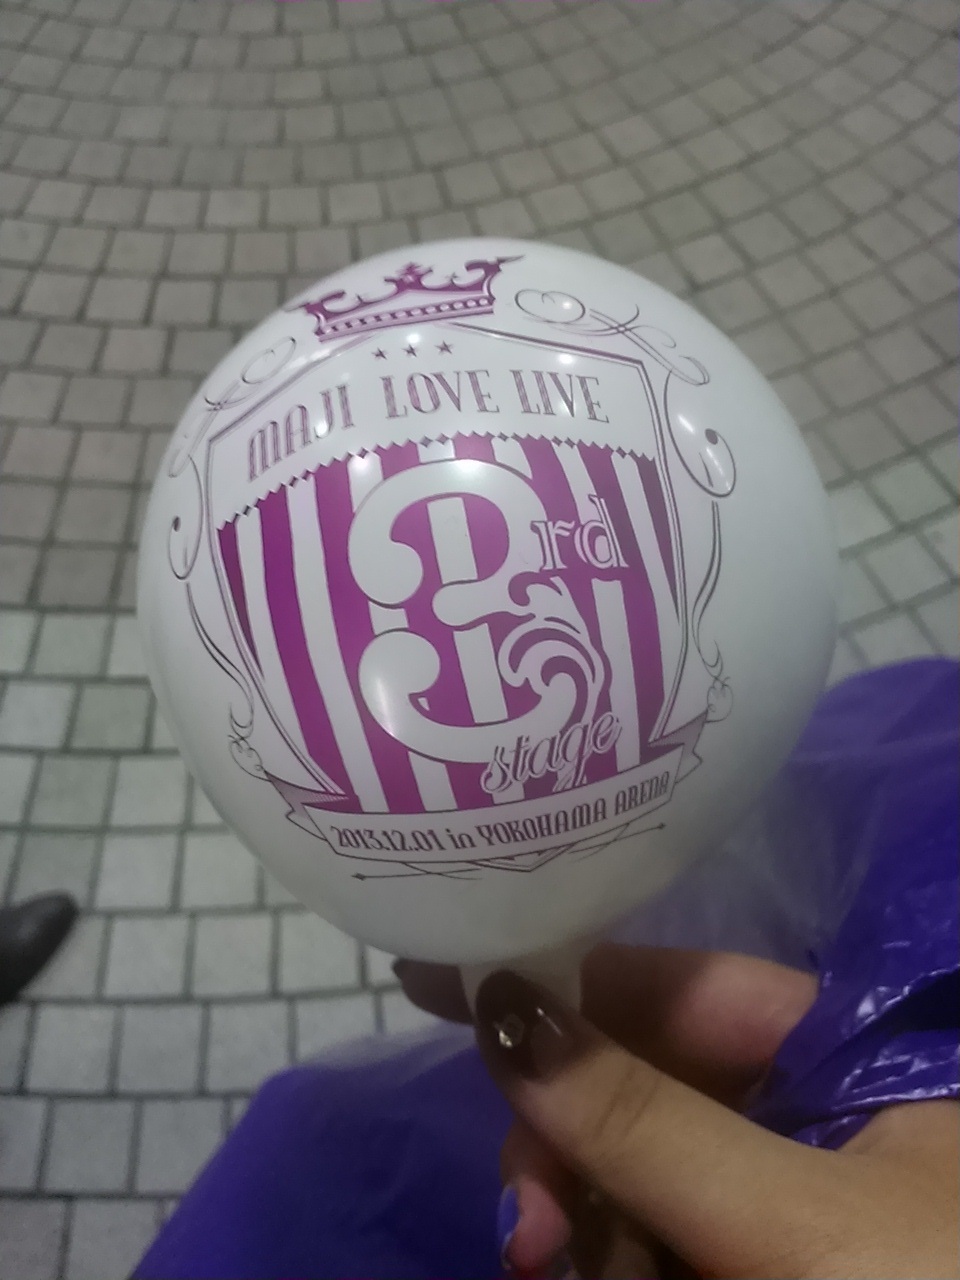 MAJI LOVE LIVE
3rd
stage
2013.12.01 in YOKOHAMA ARENA